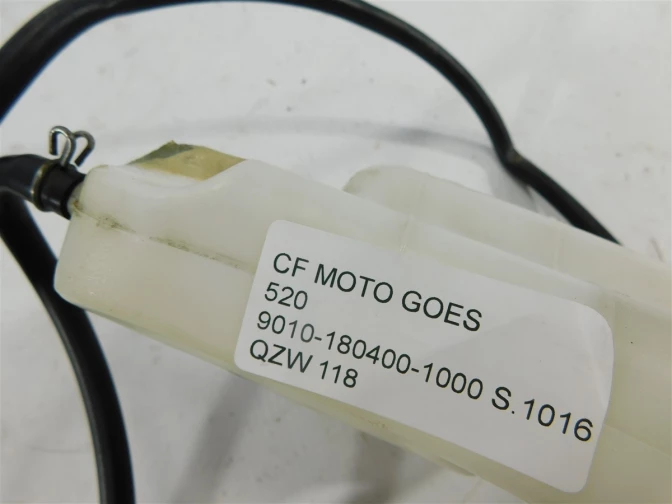 CF MOTO GOES
520
9010-180400-1000 S.1016
QZW 118